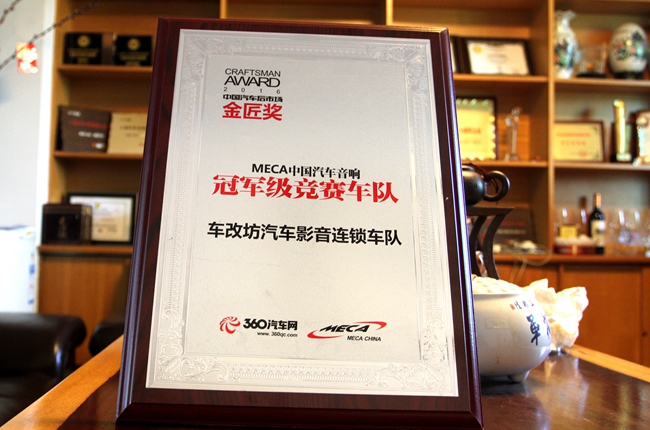 CRAFTSMAN
AWARD
2016
中国汽车后市场
金匠奖
MECA中国汽车音响
冠军级竞赛车队
车改坊汽车影音连锁车队
360汽车网
www.360qc.com
MECA
MECA CHINA